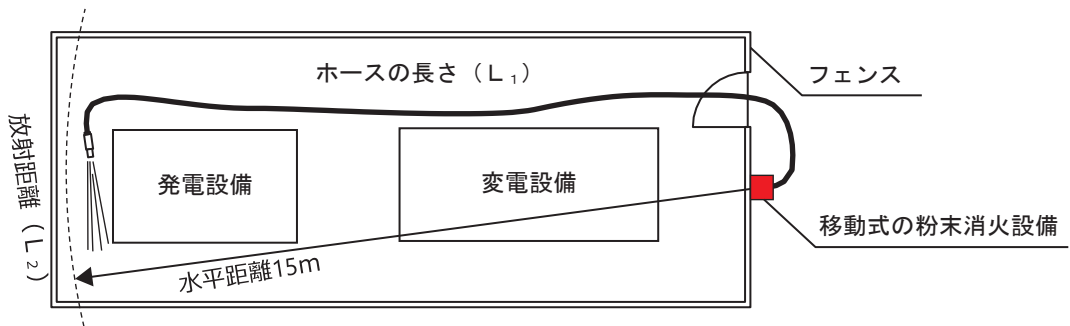 ホースの長さ（Ｌ₁）
フェンス
放射距離（Ｌ₂）
発電設備
変電設備
移動式の粉末消火設備
水平距離15m